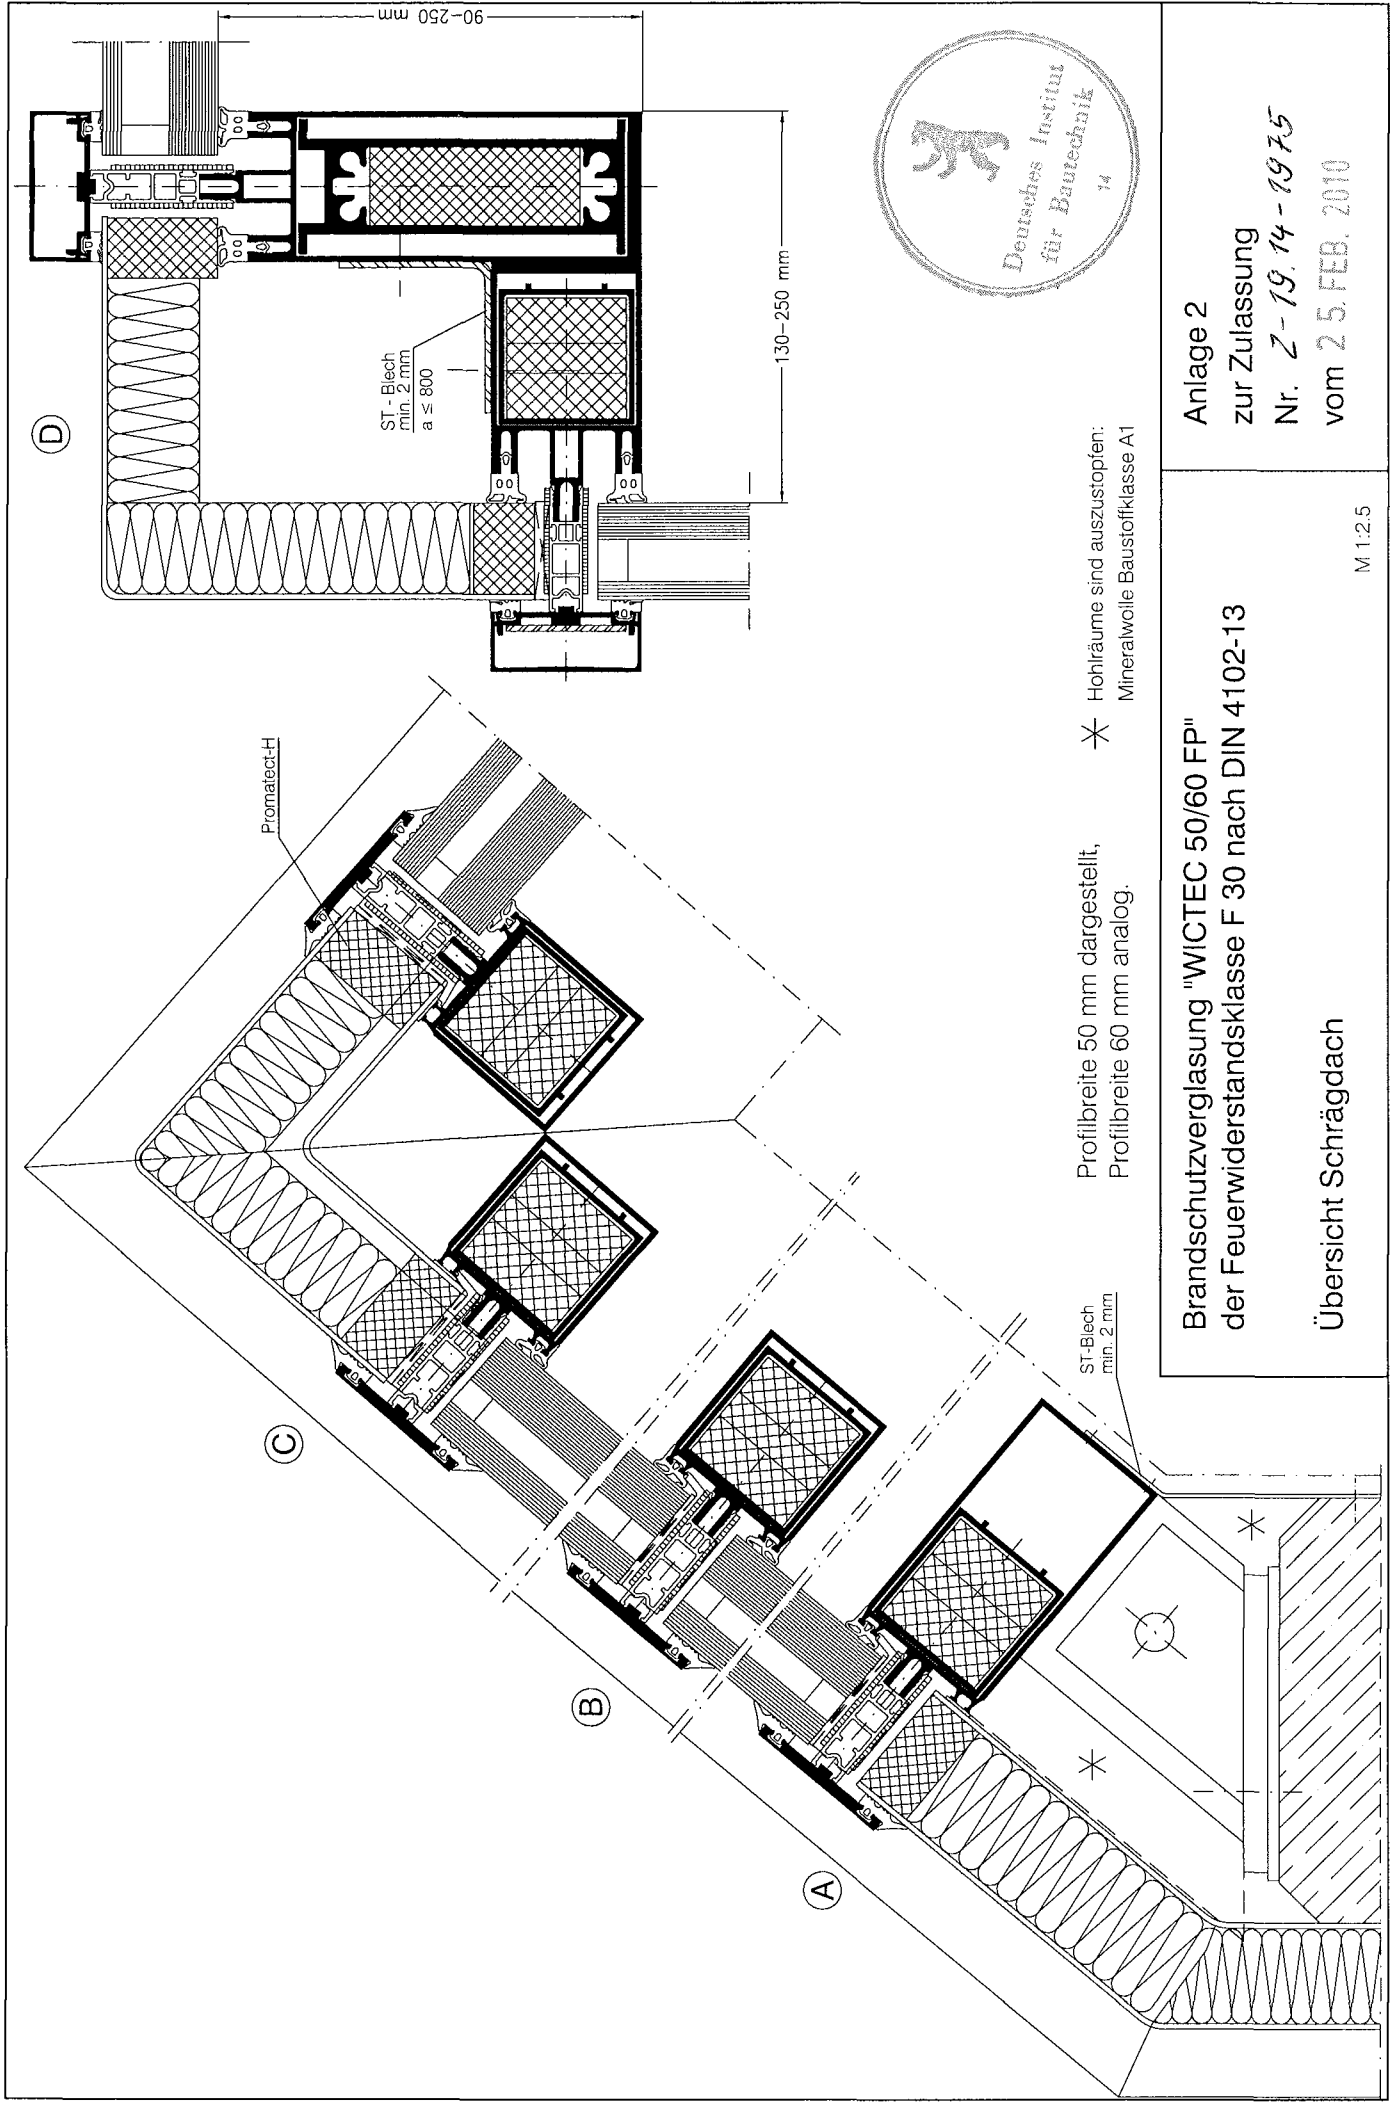 90-250 mm
D
ST - Blech
min. 2 mm
a ≤ 800
130-250 mm
Promatect-H
C
B
A
Deutsches Institut
für Bautechnik
14
* Hohlräume sind auszustopfen:
Mineralwolle Baustoffklasse A1
Profilbreite 50 mm dargestellt,
Profilbreite 60 mm analog.
ST-Blech
min. 2 mm
*
*
Brandschutzverglasung "WICTEC 50/60 FP"
der Feuerwiderstandsklasse F 30 nach DIN 4102-13
Übersicht Schrägdach
M 1:2.5
Anlage 2
zur Zulassung
Nr. Z-19.14-1975
vom 25. FEB. 2010